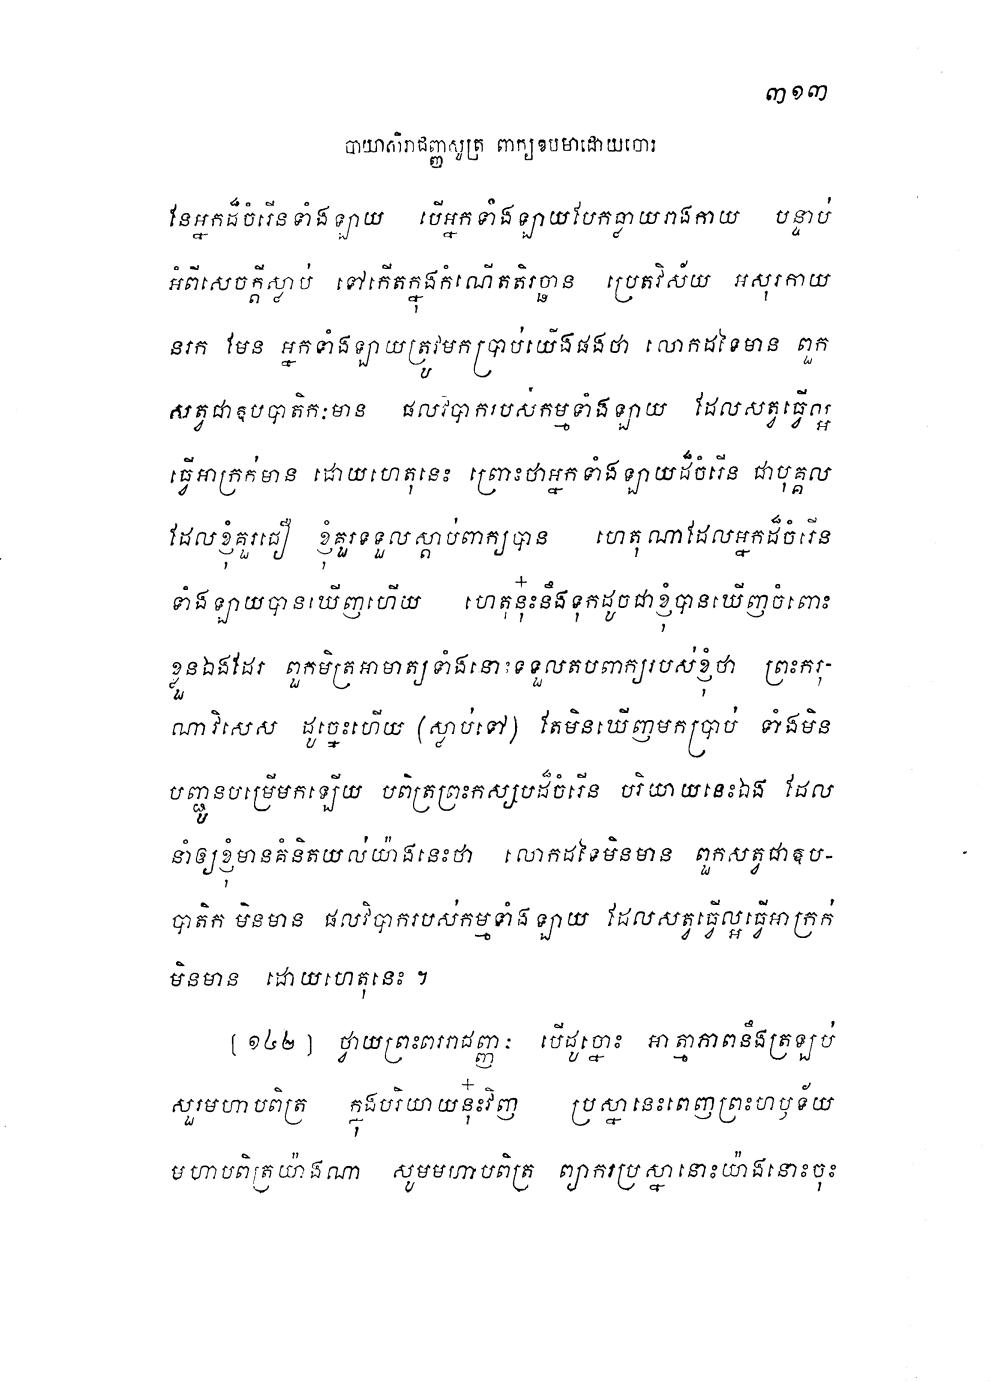 ៣១៣
បាយាសិរាជញ្ញសូត្រ ពាក្យឧបមាដោយបោះ
នៃអ្នកដ៏ចំរើនទាំងឡាយ បើអ្នកទាំងឡាយបែកធ្លាយរាងកាយ បន្ទាប់
អំពីសេចក្តីស្លាប់ ទៅកើតក្នុងកំណើតតិរច្ឆាន ប្រេតវិស័យ អសុរកាយ
នរក មែន អ្នកទាំងឡាយត្រូវមកប្រាប់យើងផងថា លោកដទៃមាន ពួក
សត្វជាឧបបាតិកៈមាន ផលវិបាករបស់កម្មទាំងឡាយ ដែលសត្វធ្វើល្អ
ធ្វើអាក្រក់មាន ដោយហេតុនេះ ព្រោះថាអ្នកទាំងឡាយដ៏ចំរើន ជាបុគ្គល
ដែលខ្ញុំគួរជឿ ខ្ញុំគួរទទួលស្តាប់ពាក្យបាន ហេតុណាដែលអ្នកដ៏ចំរើន
ទាំងឡាយបានឃើញហើយ ហេតុនុ៎ះនឹងទុកដូចជាខ្ញុំបានឃើញចំពោះ
ខ្លួនឯងដែរ ពួកមិត្រអាមាត្យទាំងនោះទទួលតបពាក្យរបស់ខ្ញុំថា ព្រះករុ-
ណាវិសេស ដូច្នេះហើយ (ស្លាប់ទៅ) តែមិនឃើញមកប្រាប់ ទាំងមិន
បញ្ជូនបម្រើមកឡើយ បពិត្រព្រះកស្សបដ៏ចំរើន បរិយាយនេះឯង ដែល
នាំឲ្យខ្ញុំមានគំនិតយល់យ៉ាងនេះថា លោកដទៃមិនមាន ពួកសត្វជាឧប-
បាតិក មិនមាន ផលវិបាករបស់កម្មទាំងឡាយ ដែលសត្វធ្វើល្អធ្វើអាក្រក់
មិនមាន ដោយហេតុនេះ ។
[ ១៤២ ] ថ្វាយព្រះពររាជញ្ញៈ បើដូច្នោះ អាត្មាភាពនឹងត្រឡប់
សួរមហាបពិត្រ ក្នុងបរិយាយនុ៎ះវិញ ប្រស្នានេះពេញព្រះហឫទ័យ
មហាបពិត្រយ៉ាងណា សូមមហាបពិត្រ ព្យាករប្រស្នានោះយ៉ាងនោះចុះ